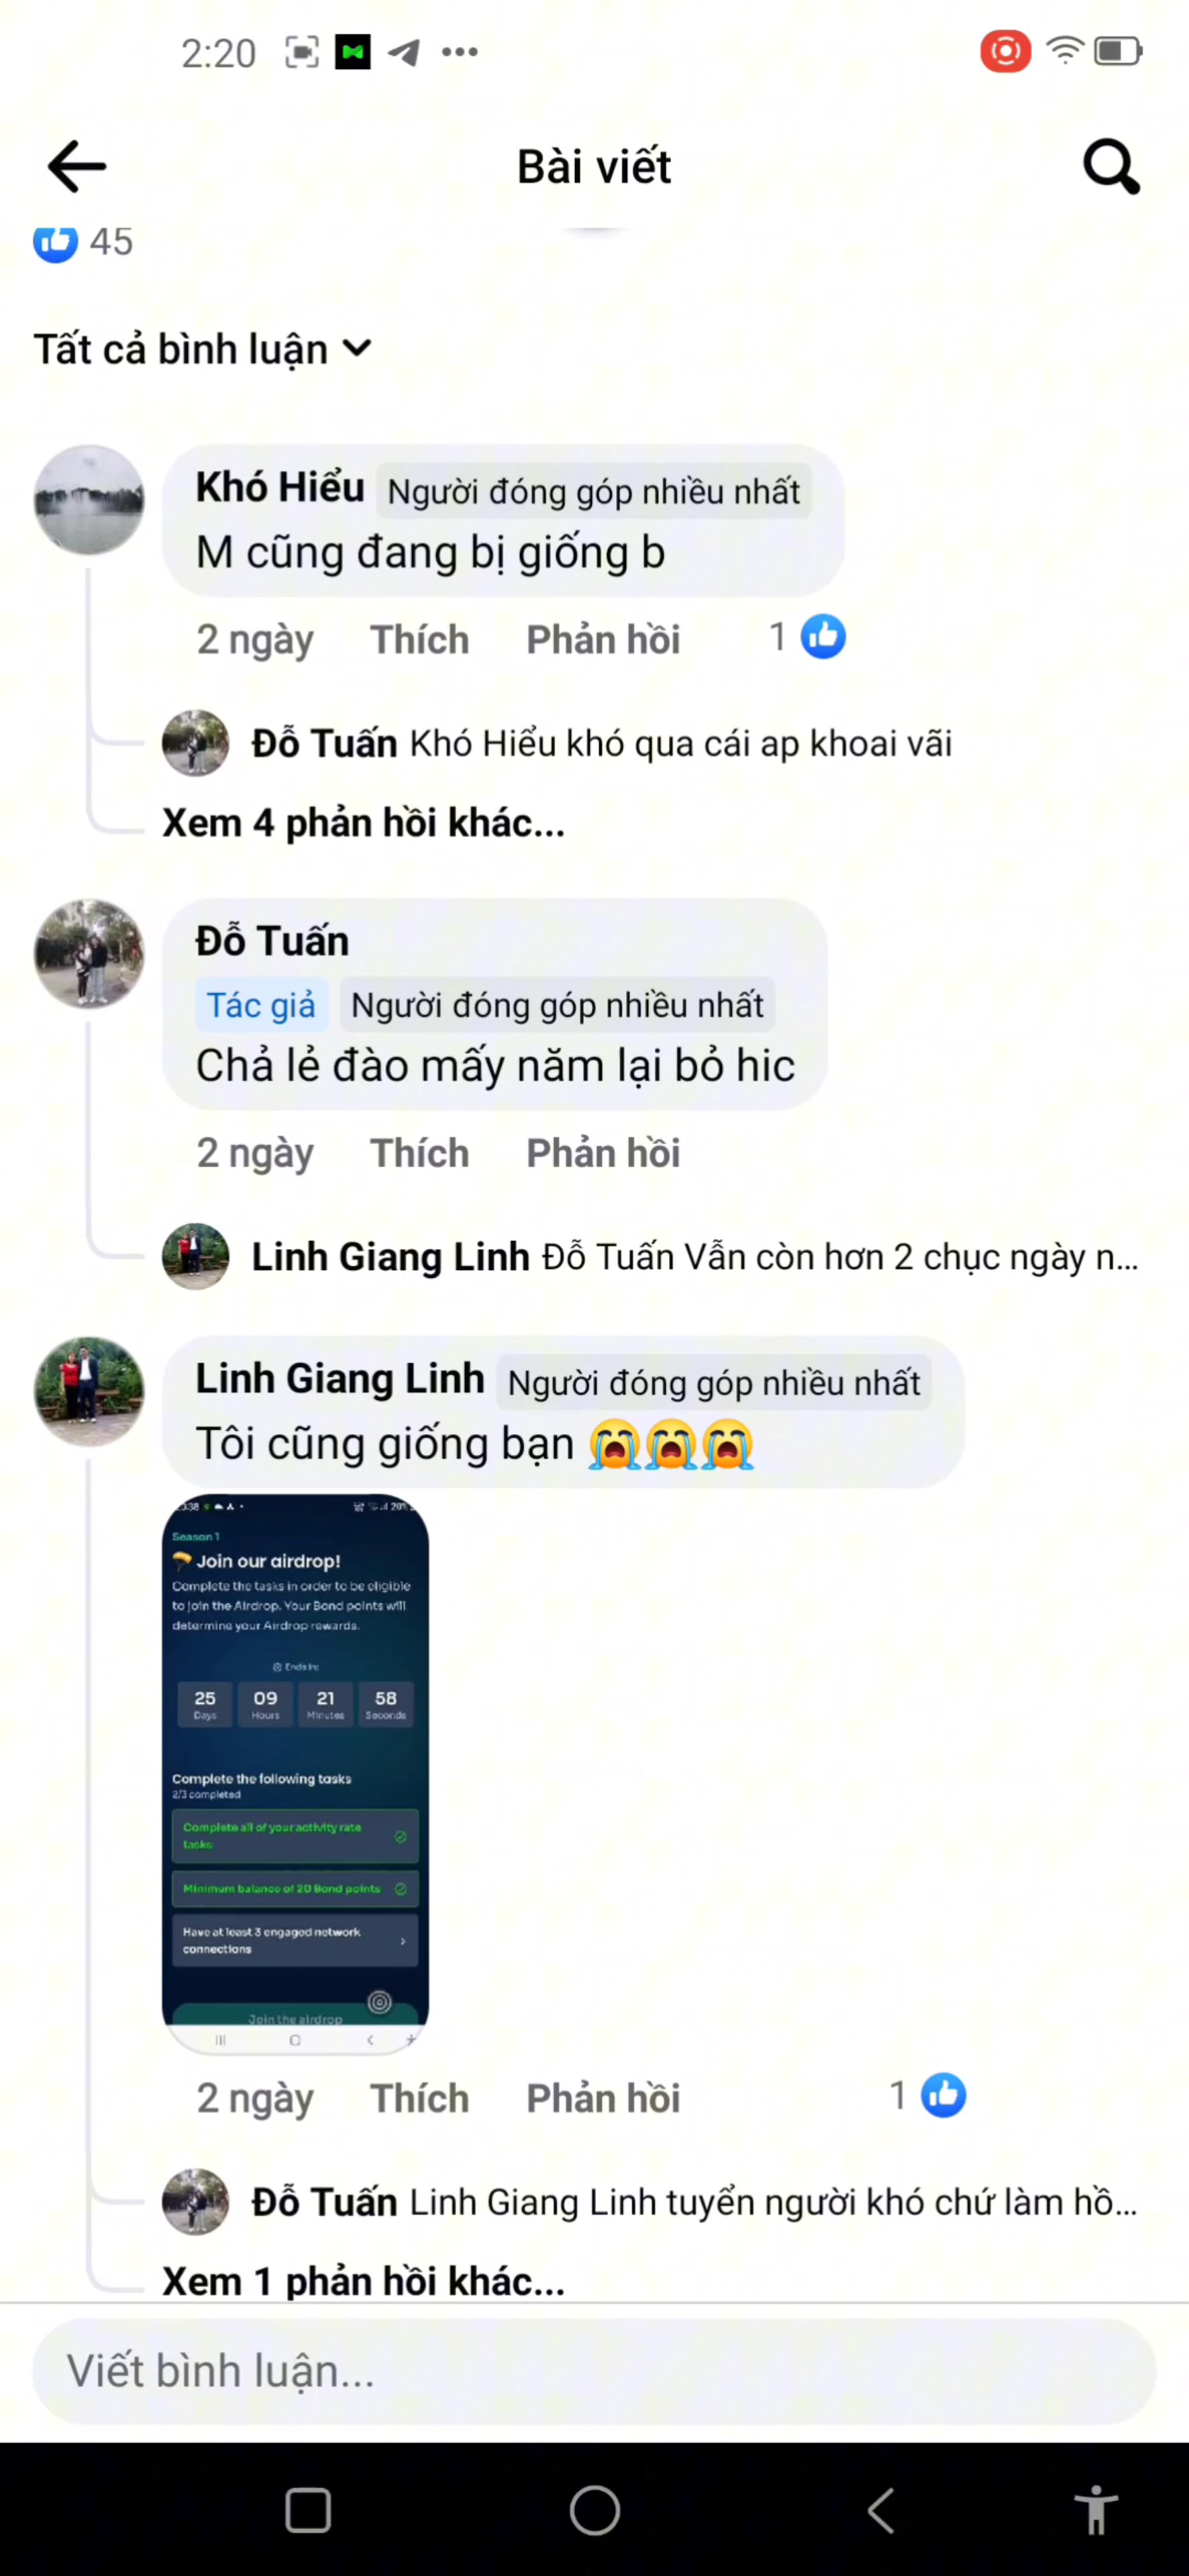 2:20
Bài viết
45
Tất cả bình luận
Khó Hiểu Người đóng góp nhiều nhất
M cũng đang bị giống b
2 ngày Thích Phản hồi 1
Đỗ Tuấn Khó Hiểu khó qua cái ap khoai vãi
Xem 4 phản hồi khác...
Đỗ Tuấn
Tác giả Người đóng góp nhiều nhất
Chả lẻ đào mấy năm lại bỏ hic
2 ngày Thích Phản hồi
Linh Giang Linh Đỗ Tuấn Vẫn còn hơn 2 chục ngày n...
Linh Giang Linh Người đóng góp nhiều nhất
Tôi cũng giống bạn 😭😭😭
Season 1
Join our airdrop!
Complete the tasks in order to be eligible
to join the Airdrop. Your Bond points will
determine your Airdrop rewards.
Ends in:
25 09 21 58
Days Hours Minutes Seconds
Complete the following tasks
2/3 completed
Complete all of your activity rate
tasks
Minimum balance of 20 Bond points
Have at least 3 engaged network
connections
Join the airdrop
2 ngày Thích Phản hồi 1
Đỗ Tuấn Linh Giang Linh tuyển người khó chứ làm hồ...
Xem 1 phản hồi khác...
Viết bình luận...